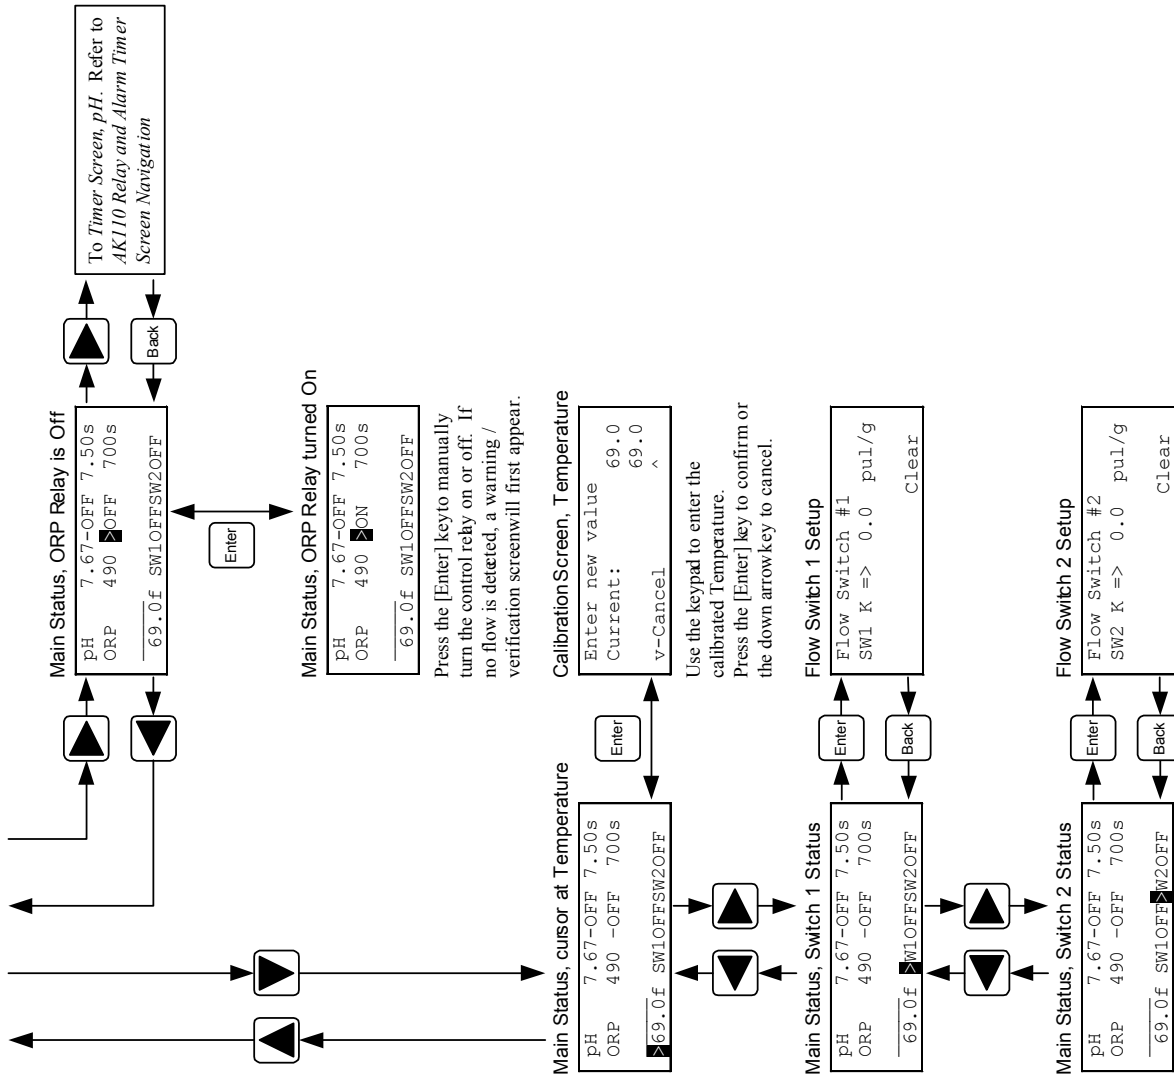 To Timer Screen, pH. Refer to
AK110 Relay and Alarm Timer
Screen Navigation
Back
Main Status, ORP Relay is Off
pH 7.67-OFF 7.50s
ORP 490 >OFF 700s
69.0f SW1OFFSW2OFF
Enter
Main Status, ORP Relay turned On
pH 7.67-OFF 7.50s
ORP 490 >ON 700s
69.0f SW1OFFSW2OFF
Press the [Enter] key to manually
turn the control relay on or off. If
no flow is detected, a warning /
verification screen will first appear.
Main Status, cursor at Temperature
pH 7.67-OFF 7.50s
ORP 490 -OFF 700s
>69.0f SW1OFFSW2OFF
Enter
Calibration Screen, Temperature
Enter new value
Current: 69.0
69.0
v-Cancel ^
Use the keypad to enter the
calibrated Temperature.
Press the [Enter] key to confirm or
the down arrow key to cancel.
Main Status, Switch 1 Status
pH 7.67-OFF 7.50s
ORP 490 -OFF 700s
69.0f >W1OFFSW2OFF
Enter
Back
Flow Switch 1 Setup
Flow Switch #1
SW1 K => 0.0 pul/g
Clear
Main Status, Switch 2 Status
pH 7.67-OFF 7.50s
ORP 490 -OFF 700s
69.0f SW1OFF>W2OFF
Enter
Back
Flow Switch 2 Setup
Flow Switch #2
SW2 K => 0.0 pul/g
Clear